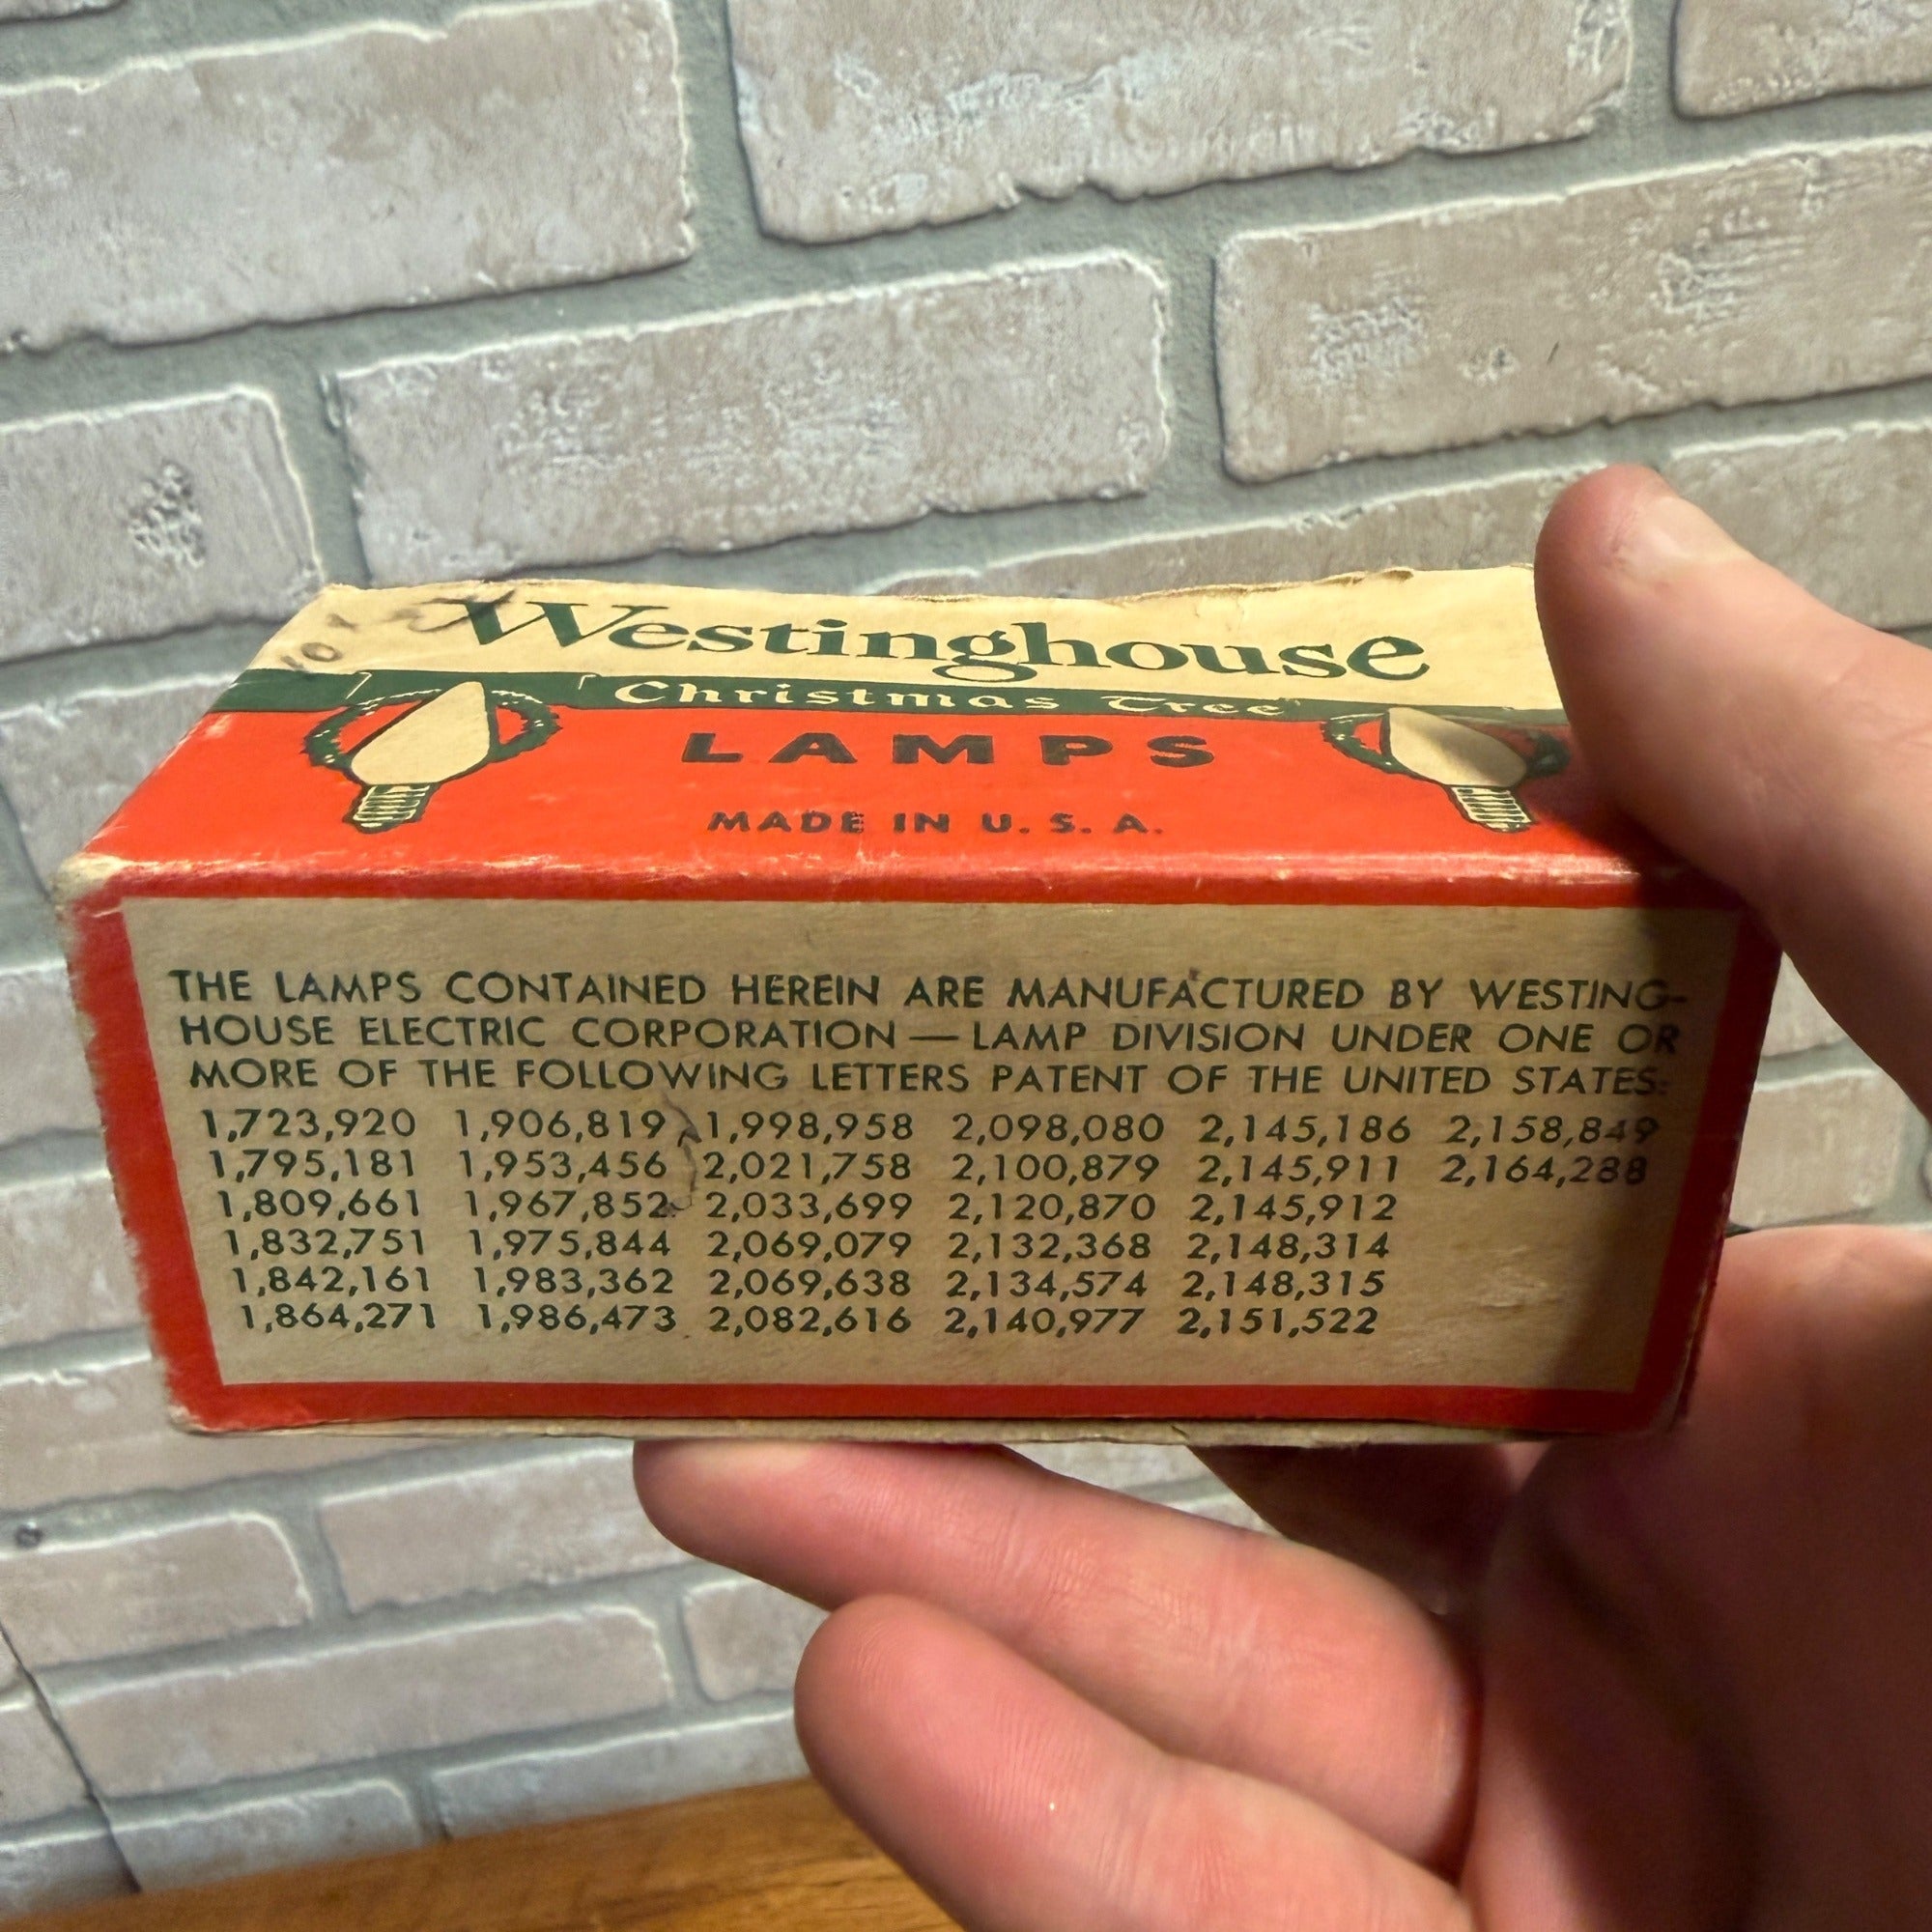 Westinghouse
Christmas Tree
LAMPS
MADE IN U. S. A.
THE LAMPS CONTAINED HEREIN ARE MANUFACTURED BY WESTING-
HOUSE ELECTRIC CORPORATION — LAMP DIVISION UNDER ONE OR
MORE OF THE FOLLOWING LETTERS PATENT OF THE UNITED STATES:
1,723,920 1,906,819 1,998,958 2,098,080 2,145,186 2,158,849
1,795,181 1,953,456 2,021,758 2,100,879 2,145,911 2,164,288
1,809,661 1,967,852 2,033,699 2,120,870 2,145,912
1,832,751 1,975,844 2,069,079 2,132,368 2,148,314
1,842,161 1,983,362 2,069,638 2,134,574 2,148,315
1,864,271 1,986,473 2,082,616 2,140,977 2,151,522